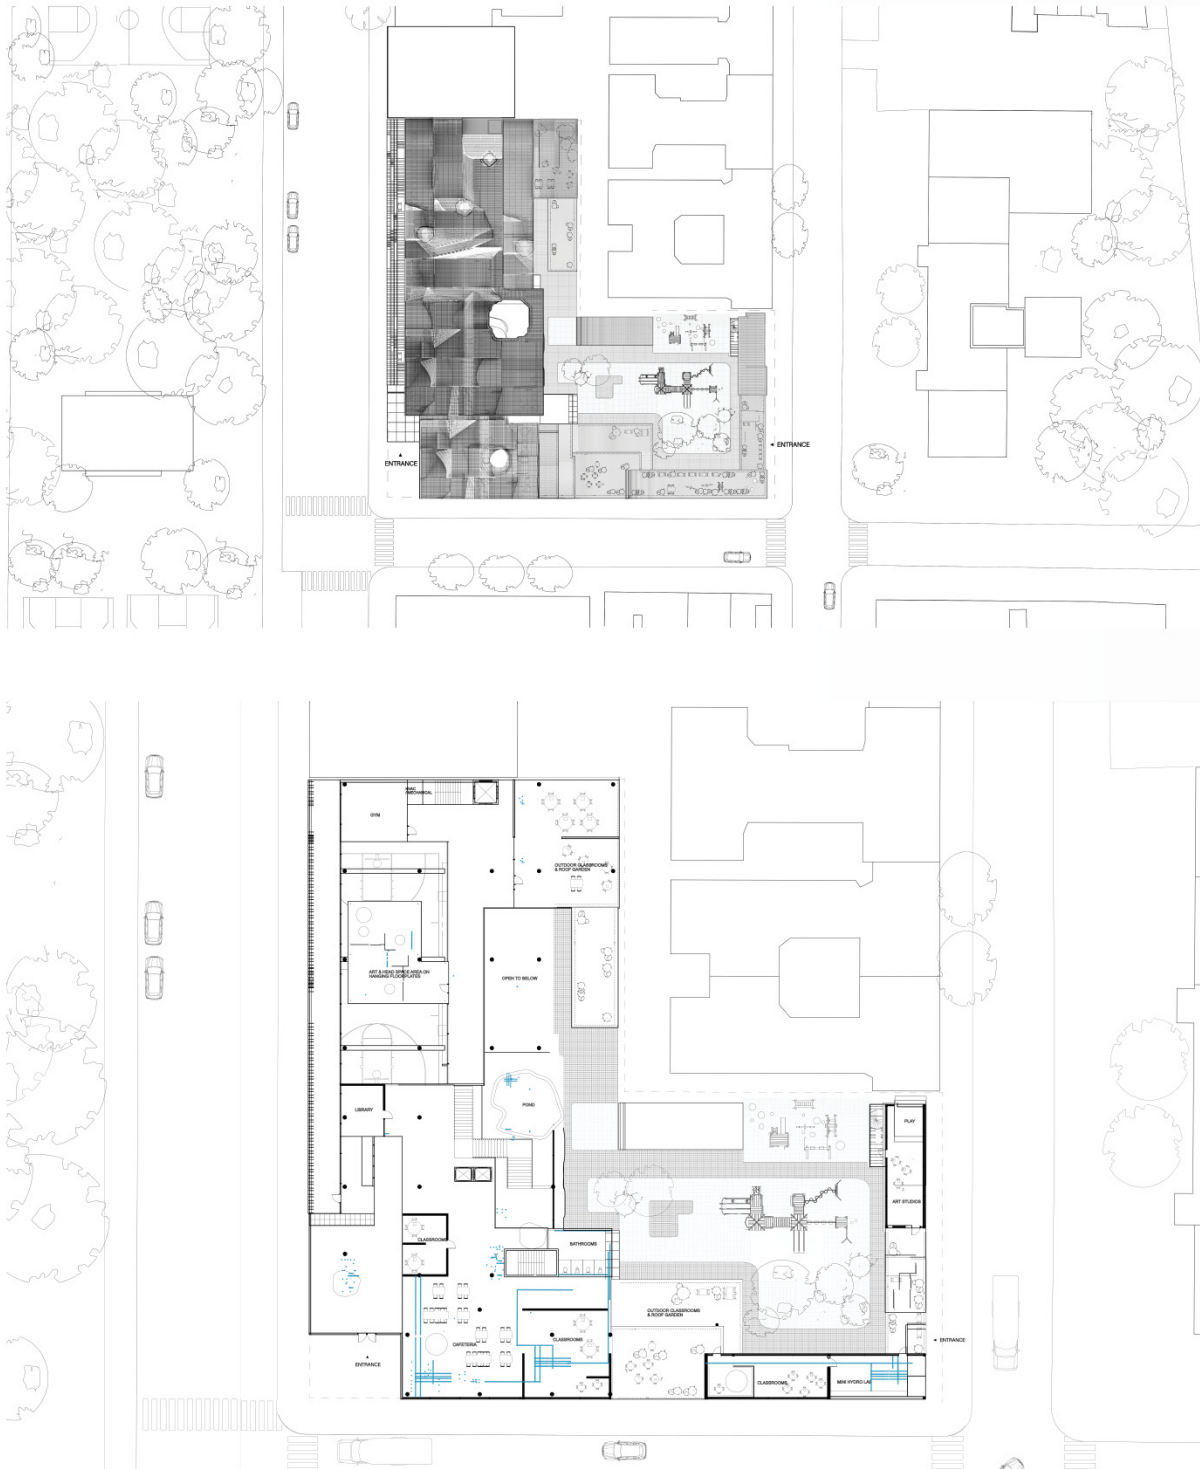 ENTRANCE
ENTRANCE
HVAC
/ MECHANICAL
GYM
OUTDOOR CLASSROOMS
& ROOF GARDEN
ART & HEAD SPACE AREA ON
HANGING FLOORPLATES
OPEN TO BELOW
POND
LIBRARY
PLAY
ART STUDIOS
CLASSROOMS
BATHROOMS
OUTDOOR CLASSROOMS
& ROOF GARDEN
CAFETERIA
CLASSROOMS
ENTRANCE
ENTRANCE
CLASSROOMS
MINI HYDRO LAB